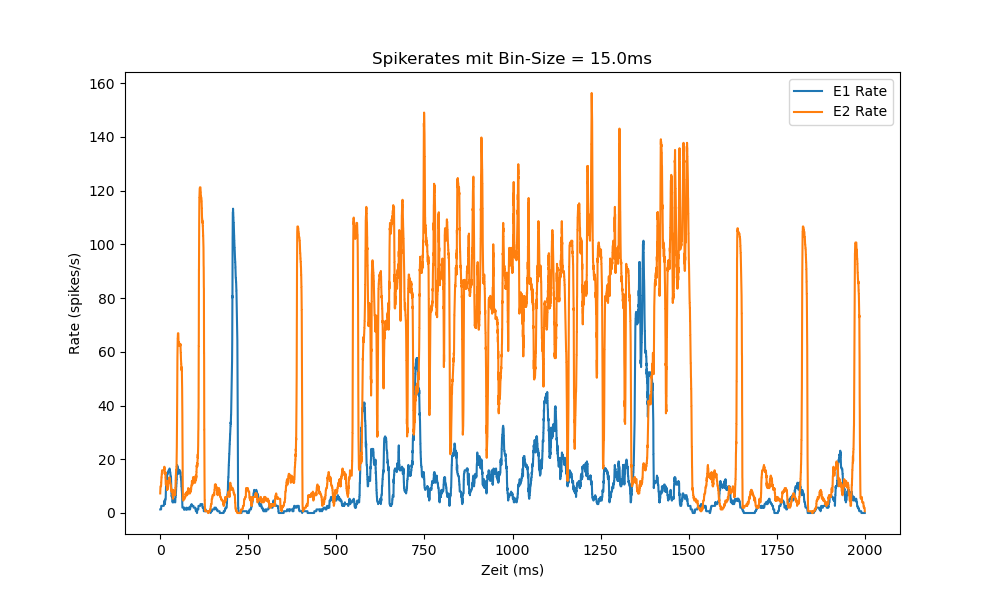 Spikerates mit Bin-Size = 15.0ms
E1 Rate
E2 Rate
160
140
120
100
80
60
40
20
0
Rate (spikes/s)
0 250 500 750 1000 1250 1500 1750 2000
Zeit (ms)